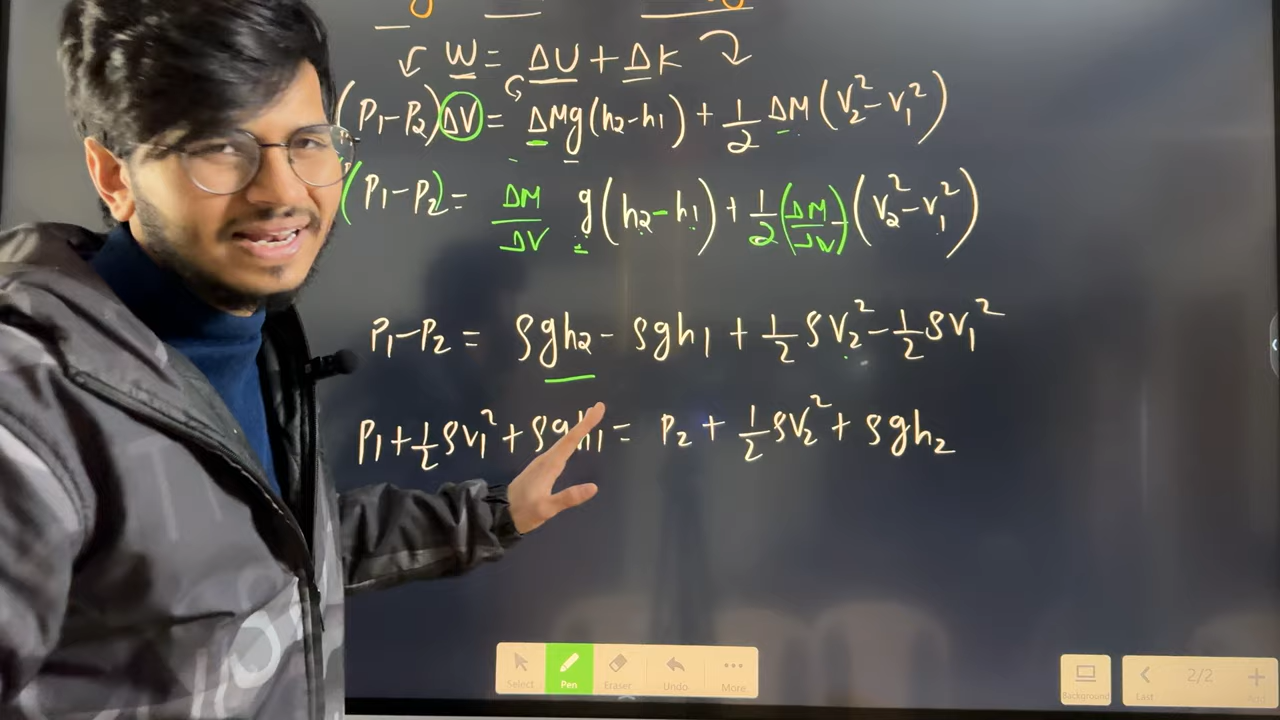 W = ΔU + ΔK
(P₁-P₂)ΔV = ΔMg(h₂-h₁) + 1/2 ΔM(V₂²-V₁²)
(P₁-P₂) = ΔM/ΔV g(h₂-h₁) + 1/2 (ΔM/ΔV)(V₂²-V₁²)
P₁-P₂ = ρgh₂ - ρgh₁ + 1/2 ρV₂² - 1/2 ρV₁²
P₁ + 1/2 ρV₁² + ρgh₁ = P₂ + 1/2 ρV₂² + ρgh₂
Select Pen Eraser Undo More
Background Last 2/2 Add